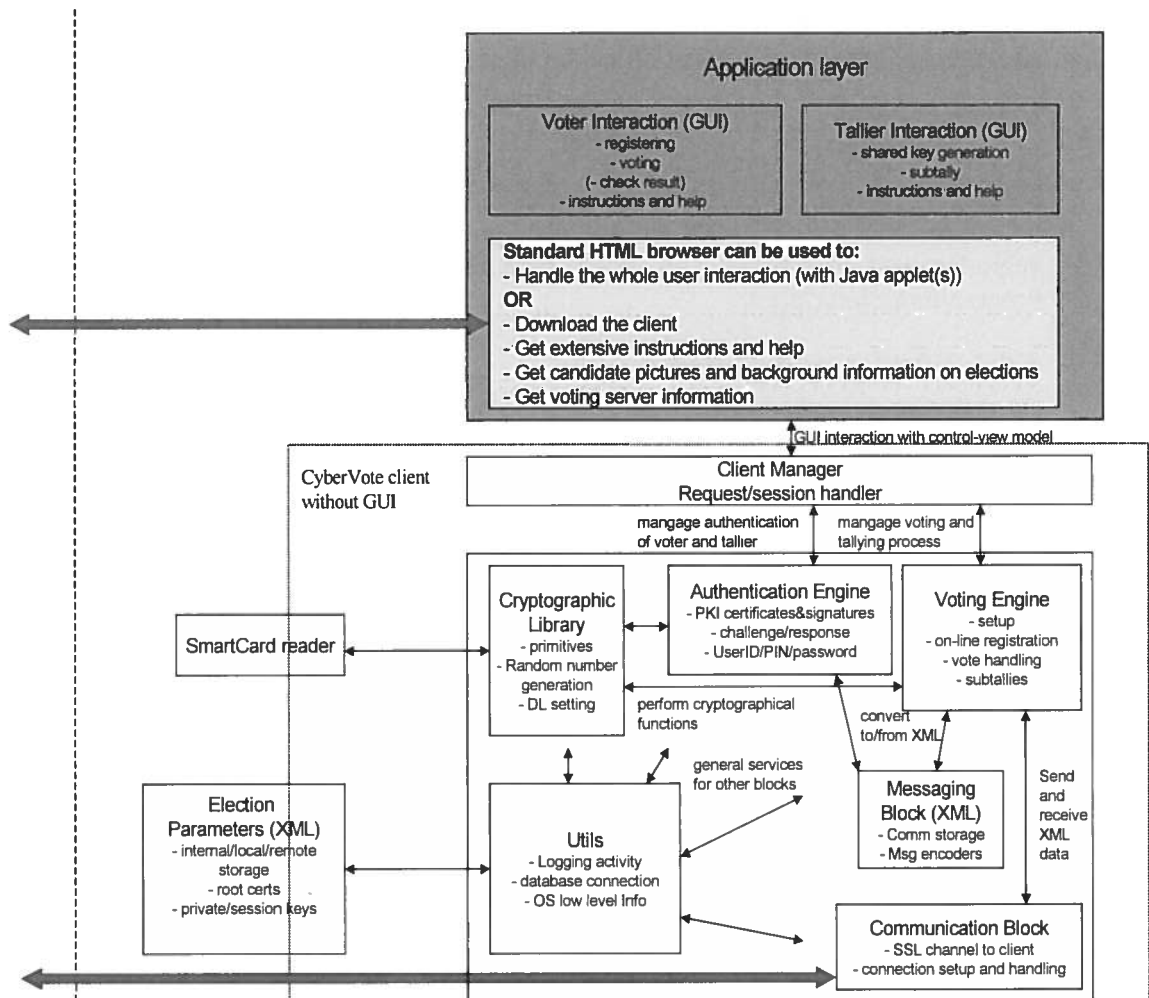 Application layer
Voter Interaction (GUI)
- registering
- voting
(- check result)
- instructions and help
Tallier Interaction (GUI)
- shared key generation
- subtally
- instructions and help
Standard HTML browser can be used to:
- Handle the whole user interaction (with Java applet(s))
OR
- Download the client
- Get extensive instructions and help
- Get candidate pictures and background information on elections
- Get voting server information
GUI interaction with control-view model
CyberVote client
without GUI
Client Manager
Request/session handler
mangage authentication
of voter and tallier
mangage voting and
tallying process
Cryptographic
Library
- primitives
- Random number
generation
- DL setting
Authentication Engine
- PKI certificates&signatures
- challenge/response
- UserID/PIN/password
Voting Engine
- setup
- on-line registration
- vote handling
- subtallies
SmartCard reader
perform cryptographical
functions
convert
to/from XML
general services
for other blocks
Election
Parameters (XML)
- internal/local/remote
storage
- root certs
- private/session keys
Utils
- Logging activity
- database connection
- OS low level Info
Messaging
Block (XML)
- Comm storage
- Msg encoders
Send
and
receive
XML
data
Communication Block
- SSL channel to client
- connection setup and handling